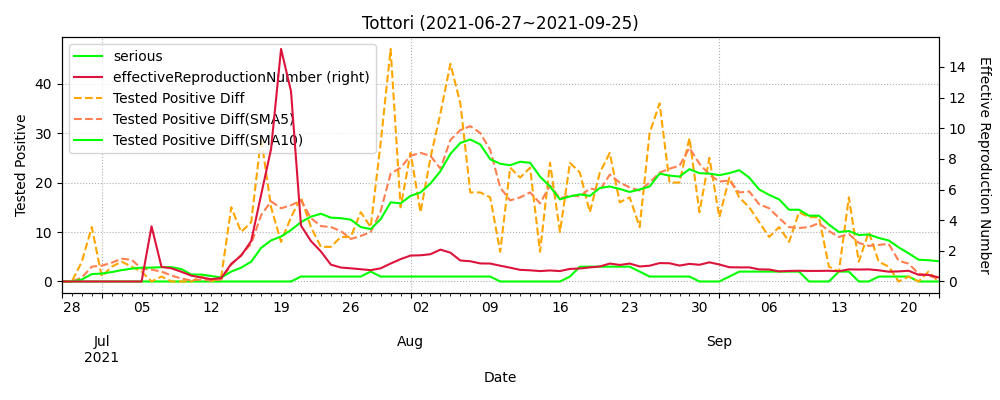 Tottori (2021-06-27~2021-09-25)
serious
effectiveReproductionNumber (right)
Tested Positive Diff
Tested Positive Diff(SMA5)
Tested Positive Diff(SMA10)
Tested Positive
40
30
20
10
0
14
12
10
8
6
4
2
0
Effective Reproduction Number
28 05 12 19 26 02 09 16 23 30 06 13 20
Jul Aug Sep
2021
Date